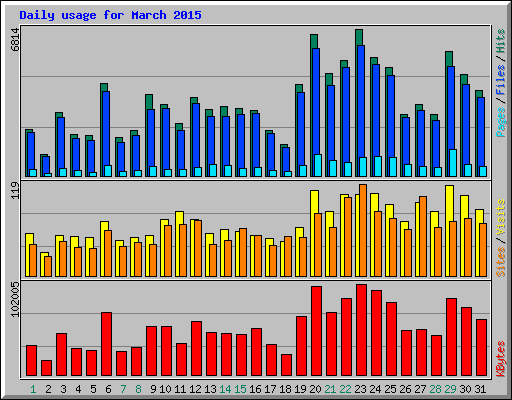 Daily usage for March 2015
6814
Pages/Files/Hits
119
Sites/Visits
102005
KBytes
1 2 3 4 5 6 7 8 9 10 11 12 13 14 15 16 17 18 19 20 21 22 23 24 25 26 27 28 29 30 31